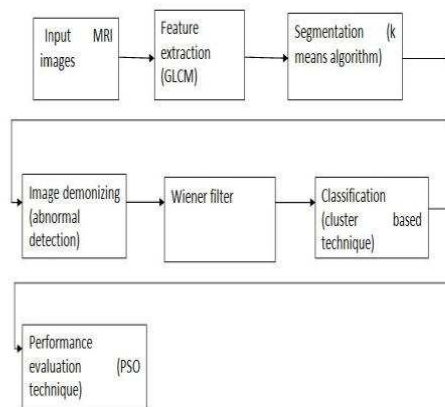 Input MRI
images
Feature
extraction
(GLCM)
Segmentation (k
means algorithm)
Image demonizing
(abnormal
detection)
Wiener filter
Classification
(cluster based
technique)
Performance
evaluation (PSO
technique)